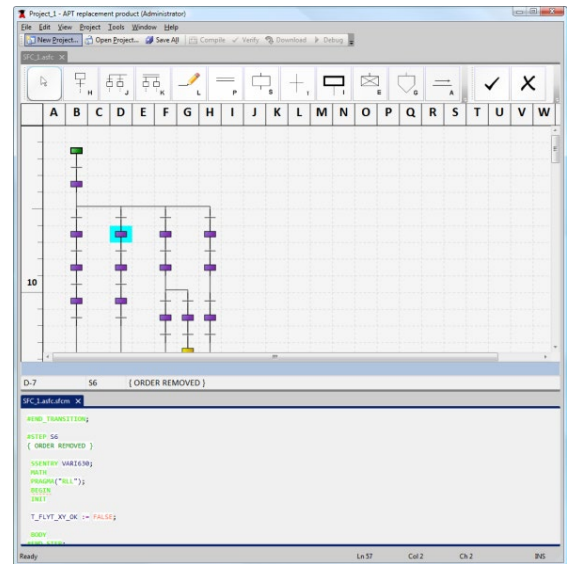 Project_1 - APT replacement product (Administrator)
File Edit View Project Tools Window Help
New Project... Open Project... Save All Compile Verify Download Debug
SFC_1.asfc X
H J K L P S I I E G A
A B C D E F G H I J K L M N O P Q R S T U V W
10
D-7 S6 { ORDER REMOVED }
SFC_1.asfc.sfcm X
#END_TRANSITION;
#STEP S6
{ ORDER REMOVED }
SSENTRY VARI630;
MATH
PRAGMA("RLL");
BEGIN
INIT
T_FLYT_XY_OK := FALSE;
BODY
#END_STEP;
Ready Ln 57 Col 2 Ch 2 INS